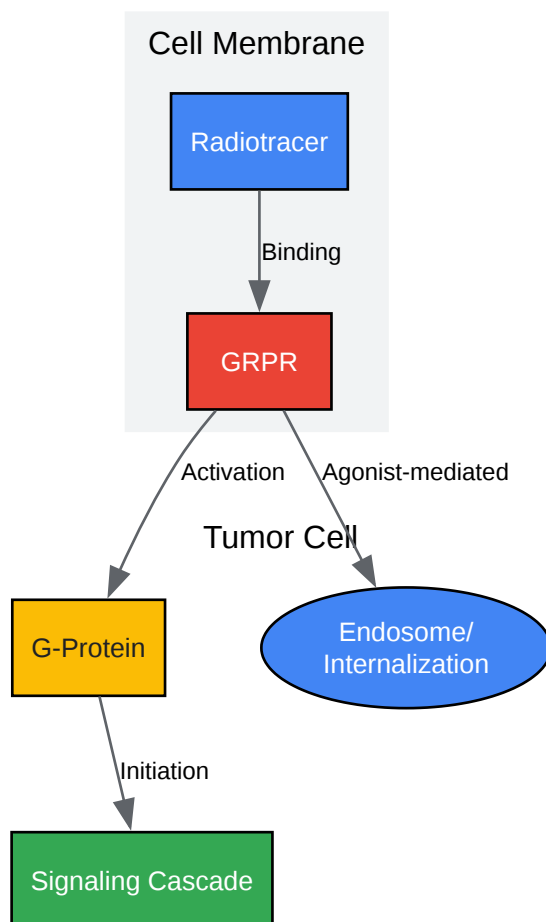 Cell Membrane
Radiotracer
Binding
GRPR
Activation
Agonist-mediated
Tumor Cell
G-Protein
Endosome/
Internalization
Initiation
Signaling Cascade